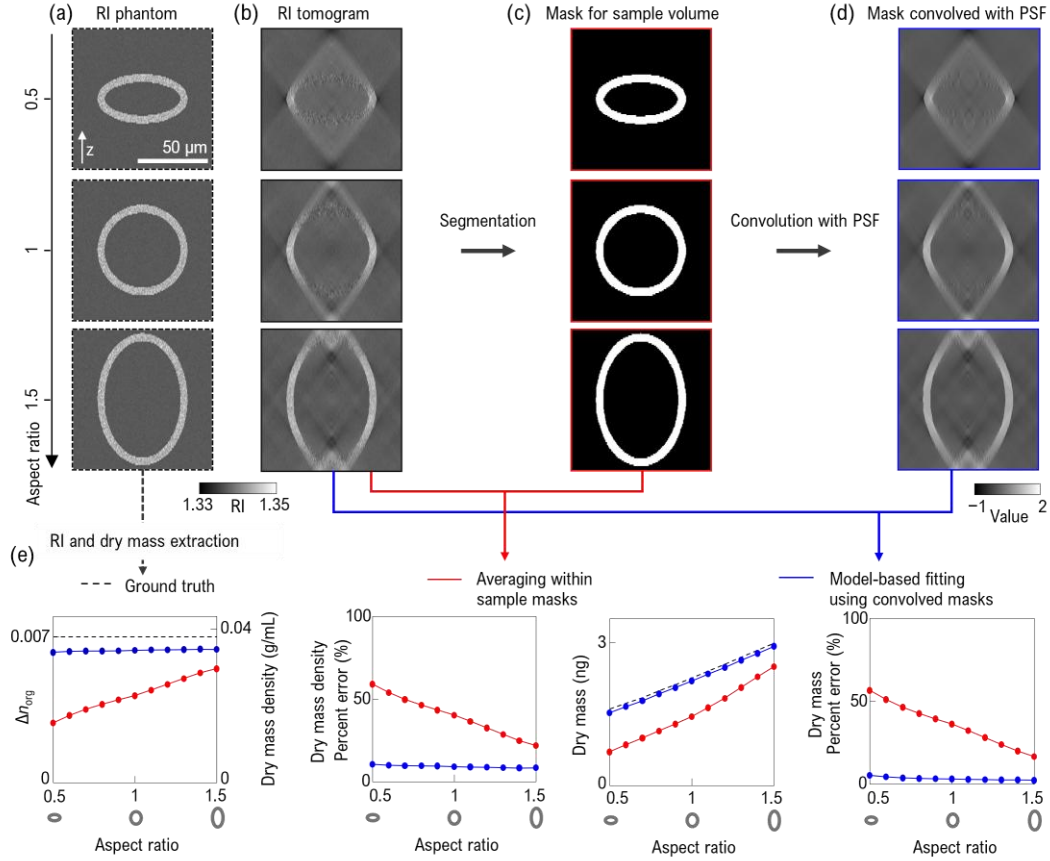 (a) RI phantom
(b) RI tomogram
(c) Mask for sample volume
(d) Mask convolved with PSF
0.5
z
50 μm
Segmentation
Convolution with PSF
1
1.5
Aspect ratio
1.33 RI 1.35
−1 Value 2
RI and dry mass extraction
(e)
Ground truth
Averaging within
sample masks
Model-based fitting
using convolved masks
0.007
0
Δn_org
0.04
0
Dry mass density (g/mL)
0.5 1 1.5
Aspect ratio
Dry mass density
Percent error (%)
100
50
0
0.5 1 1.5
Aspect ratio
Dry mass (ng)
3
0
0.5 1 1.5
Aspect ratio
Dry mass
Percent error (%)
100
50
0
0.5 1 1.5
Aspect ratio